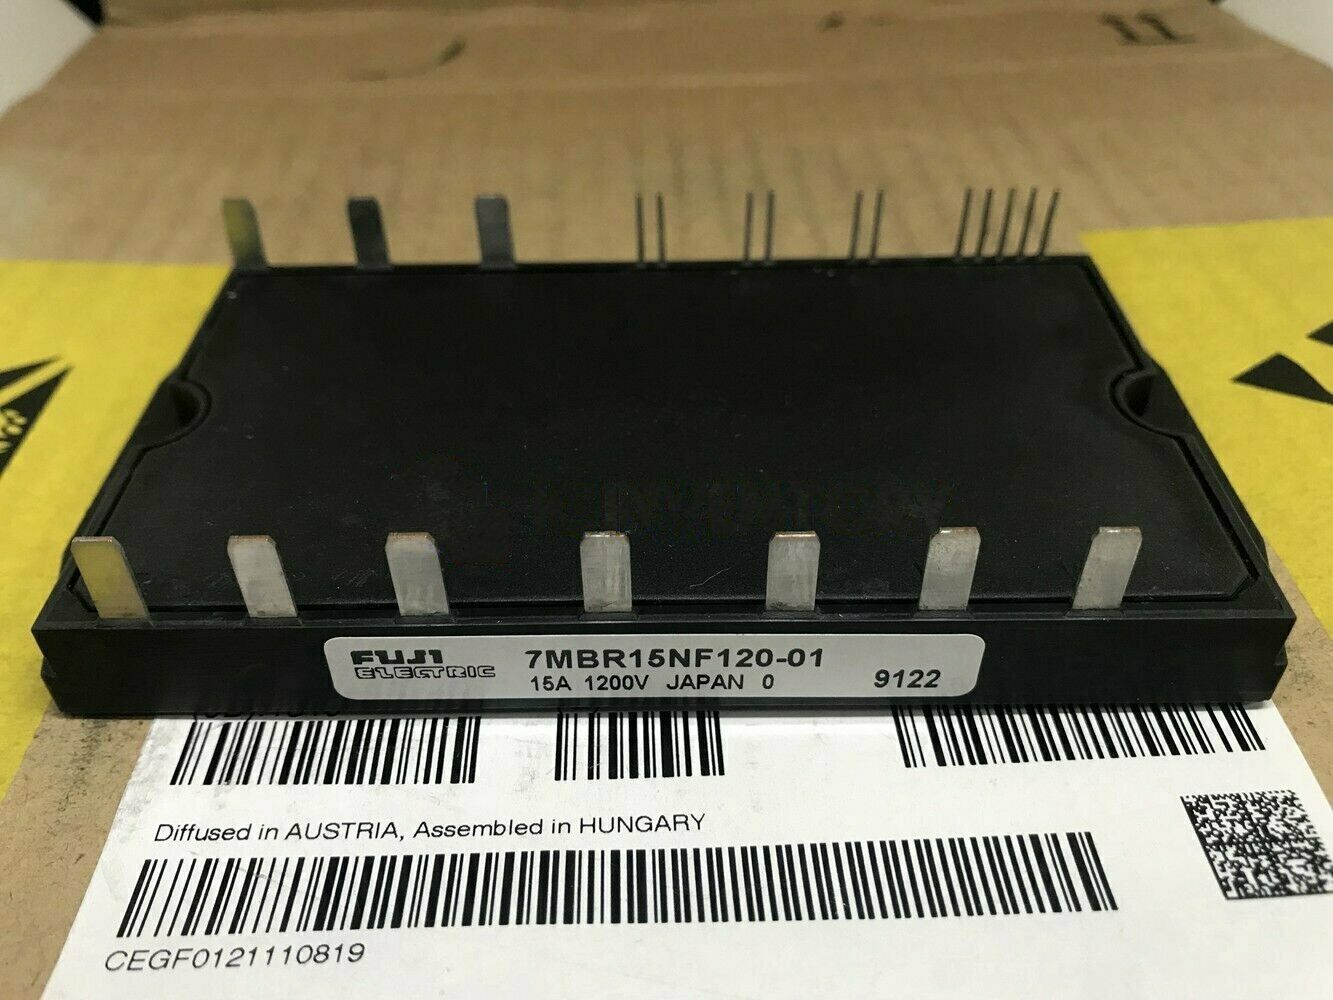 FUJI
ELECTRIC
7MBR15NF120-01
15A 1200V JAPAN 0
9122
Diffused in AUSTRIA, Assembled in HUNGARY
CEGF0121110819